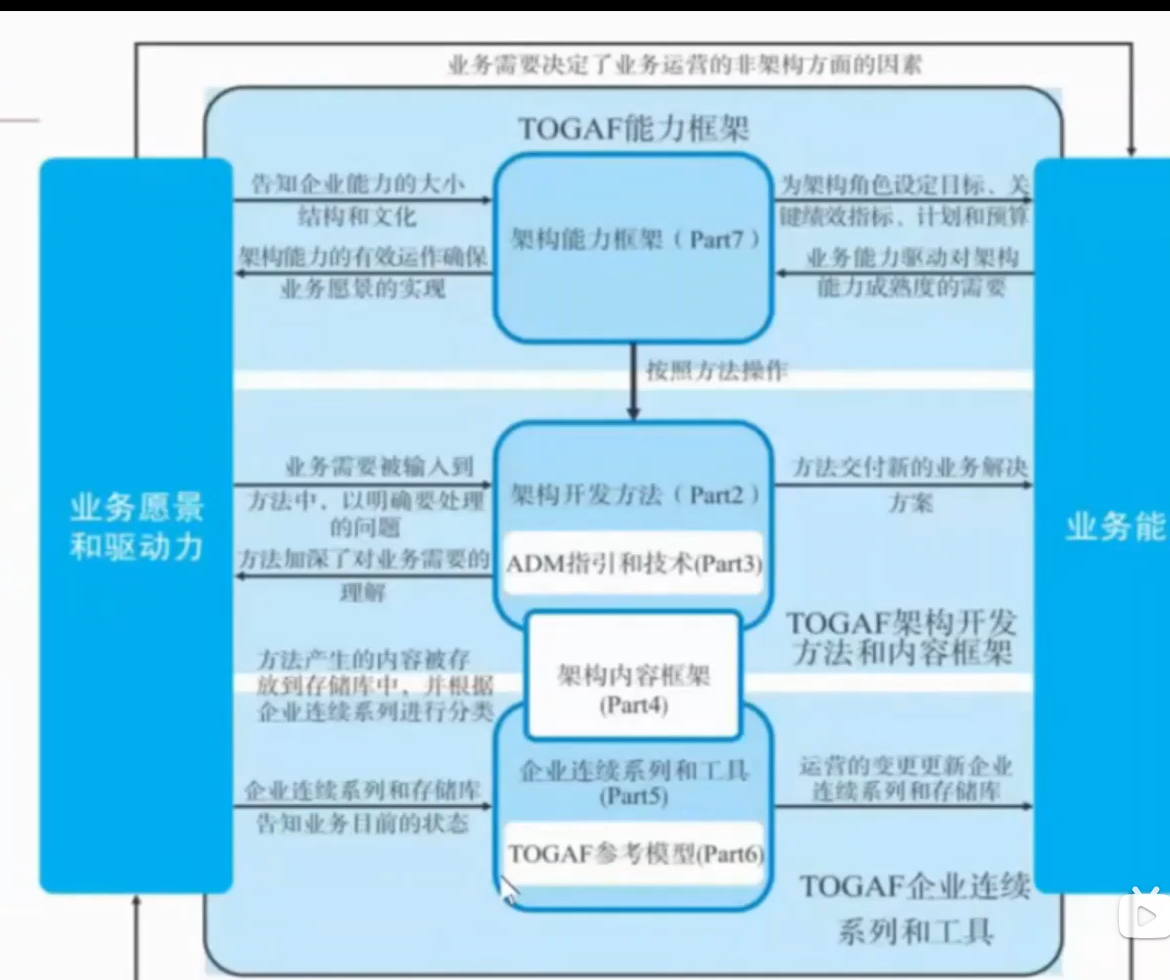 业务需要决定了业务运营的非架构方面的因素
TOGAF能力框架
告知企业能力的大小
结构和文化
架构能力的有效运作确保
业务愿景的实现
架构能力框架（Part7）
为架构角色设定目标、关
键绩效指标、计划和预算
业务能力驱动对架构
能力成熟度的需要
按照方法操作
业务愿景
和驱动力
业务需要被输入到
方法中，以明确要处理
的问题
方法加深了对业务需要的
理解
架构开发方法（Part2）
ADM指引和技术(Part3)
方法交付新的业务解决
方案
业务能
TOGAF架构开发
方法和内容框架
方法产生的内容被存
放到存储库中，并根据
企业连续系列进行分类
架构内容框架
(Part4)
企业连续系列和存储库
告知业务目前的状态
企业连续系列和工具
(Part5)
TOGAF参考模型(Part6)
运营的变更更新企业
连续系列和存储库
TOGAF企业连续
系列和工具